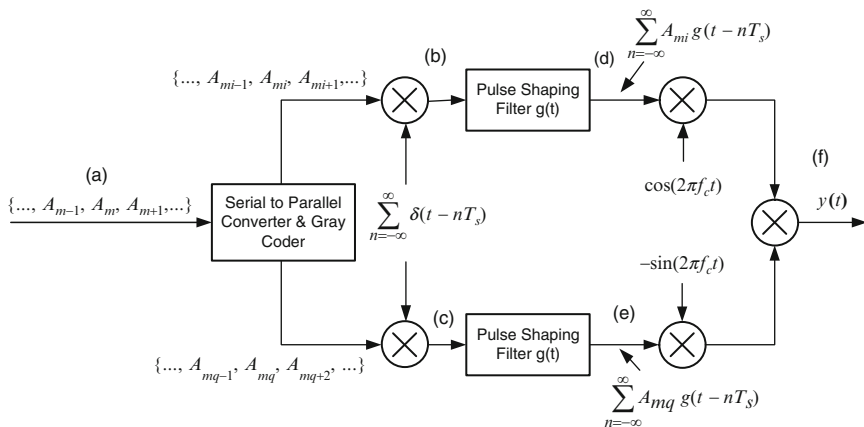 (a)
{..., A_{m-1}, A_m, A_{m+1},...}
Serial to Parallel
Converter & Gray
Coder
{..., A_{mi-1}, A_{mi}, A_{mi+1},...}
(b)
Pulse Shaping
Filter g(t)
(d)
∑_{n=-∞}^{∞} A_{mi} g(t - nT_s)
cos(2πf_c t)
∑_{n=-∞}^{∞} δ(t - nT_s)
(f)
y(t)
-sin(2πf_c t)
{..., A_{mq-1}, A_{mq}, A_{mq+2}, ...}
(c)
Pulse Shaping
Filter g(t)
(e)
∑_{n=-∞}^{∞} A_{mq} g(t - nT_s)